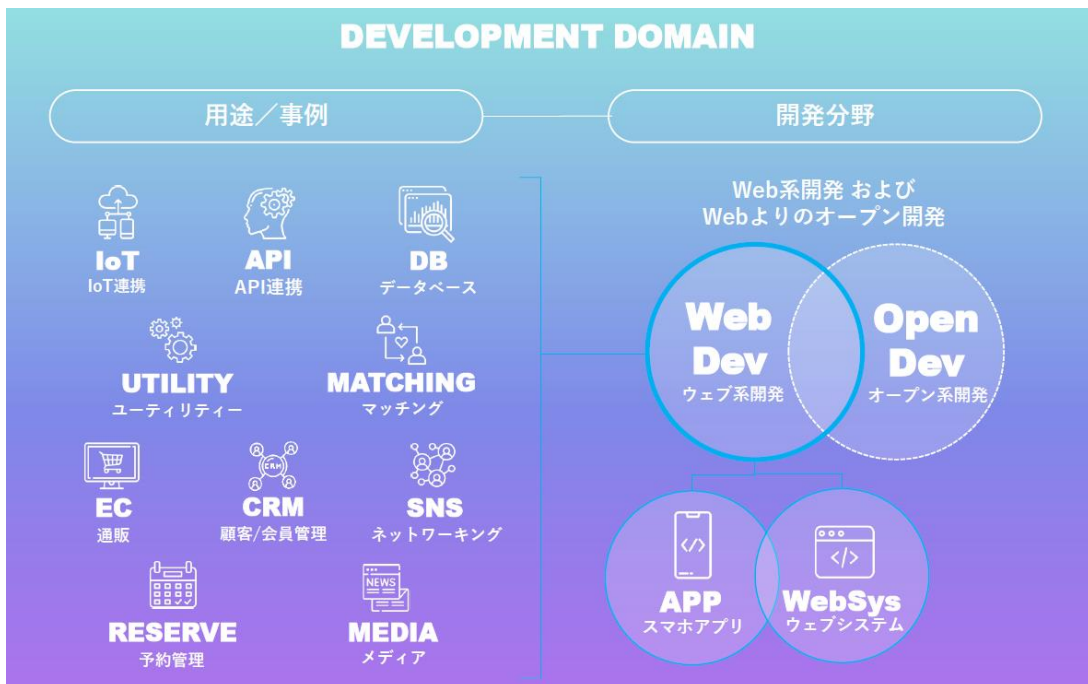 DEVELOPMENT DOMAIN
用途／事例
開発分野
IoT
IoT連携
API
API連携
DB
データベース
UTILITY
ユーティリティー
MATCHING
マッチング
EC
通販
CRM
CRM
顧客/会員管理
SNS
ネットワーキング
RESERVE
予約管理
NEWS
MEDIA
メディア
Web系開発 および
Webよりのオープン開発
Web
Dev
ウェブ系開発
Open
Dev
オープン系開発
</>
APP
スマホアプリ
</>
WebSys
ウェブシステム